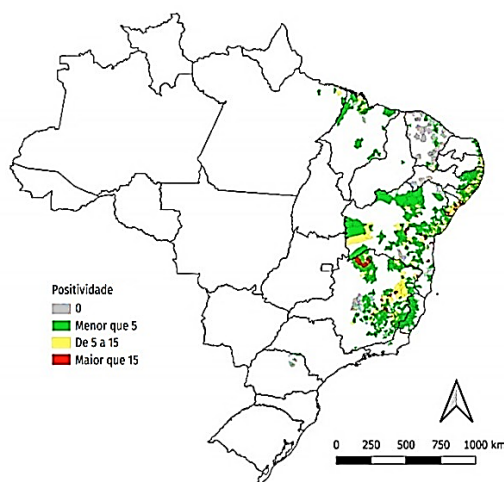 Positividade
0
Menor que 5
De 5 a 15
Maior que 15
0 250 500 750 1000 km